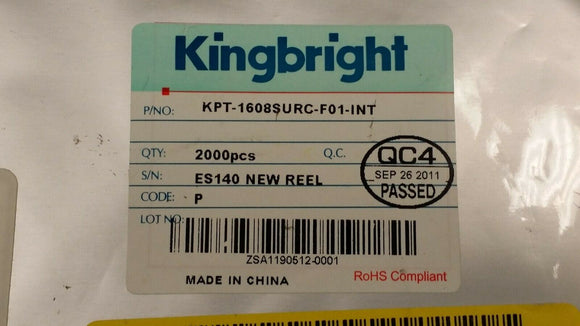 Kingbright
P/NO: KPT-1608SURC-F01-INT
QTY: 2000pcs Q.C.
QC4
SEP 26 2011
PASSED
S/N: ES140 NEW REEL
CODE: P
LOT NO:
ZSA1190512-0001
MADE IN CHINA RoHS Compliant